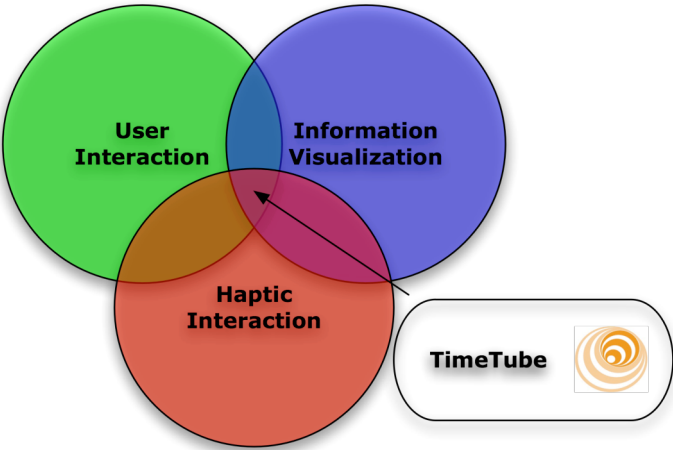 User
Interaction
Information
Visualization
Haptic
Interaction
TimeTube